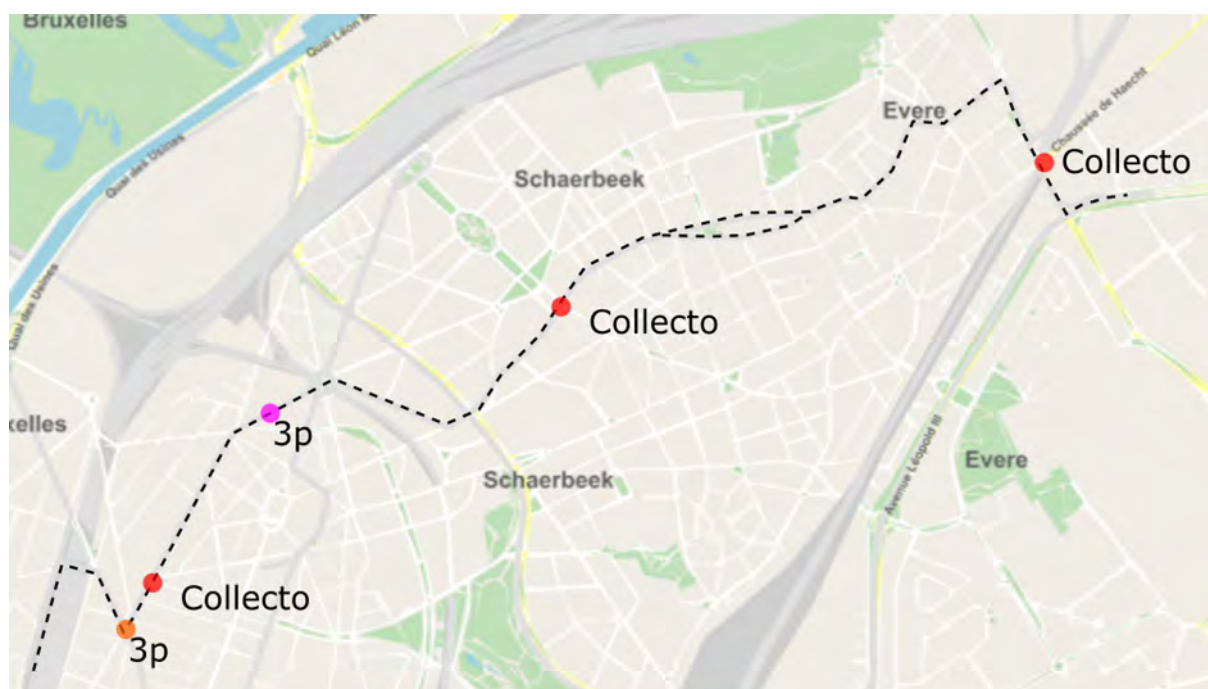 Bruxelles
Quai Léon M
Quai des Usines
Evere
Chaussée de Haecht
Collecto
Schaerbeek
Quai des Usines
Collecto
xelles
3p
Schaerbeek
Avenue Léopold III
Evere
Collecto
3p